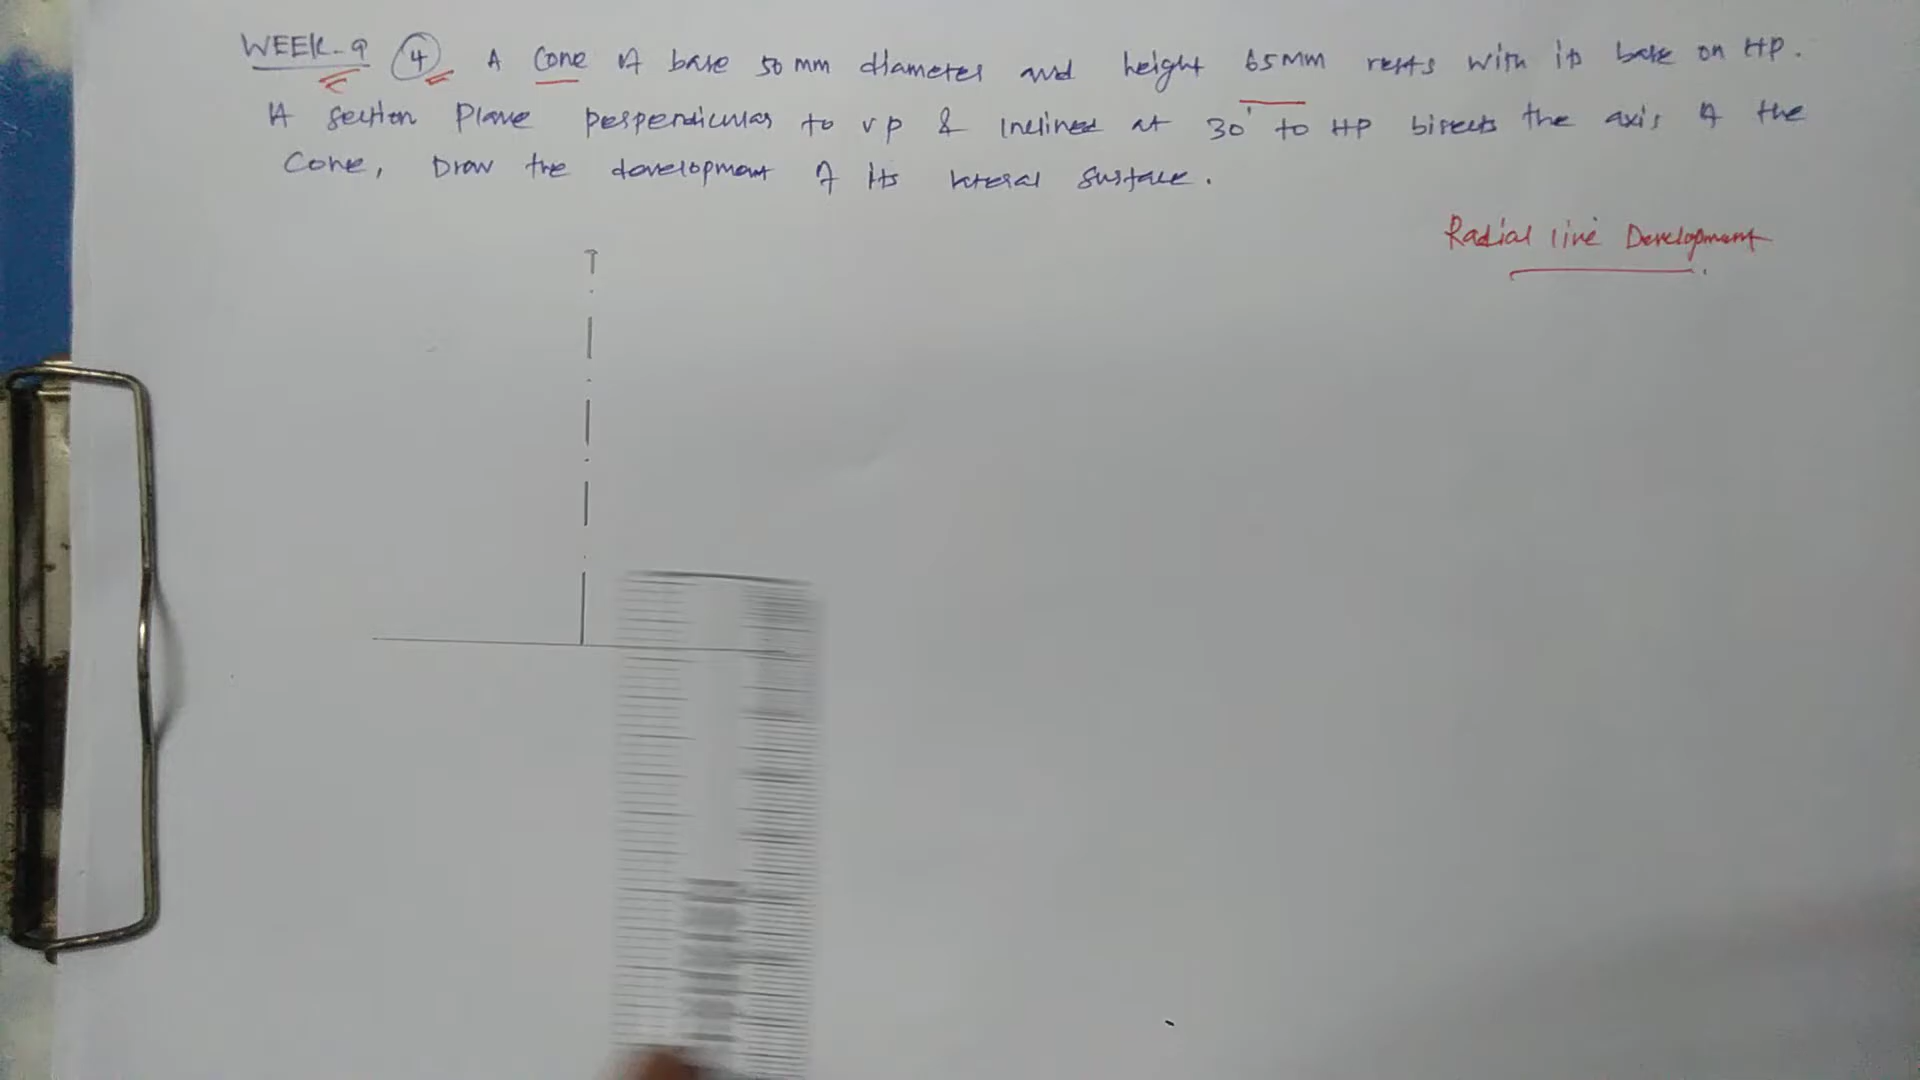 WEEK-9 4 A Cone of base 50 mm diameter and height 65MM rests with its base on HP.
A section plane perpendicular to VP & inclined at 30° to HP bisects the axis of the
Cone, Draw the development of its lateral surface.
Radial line Development